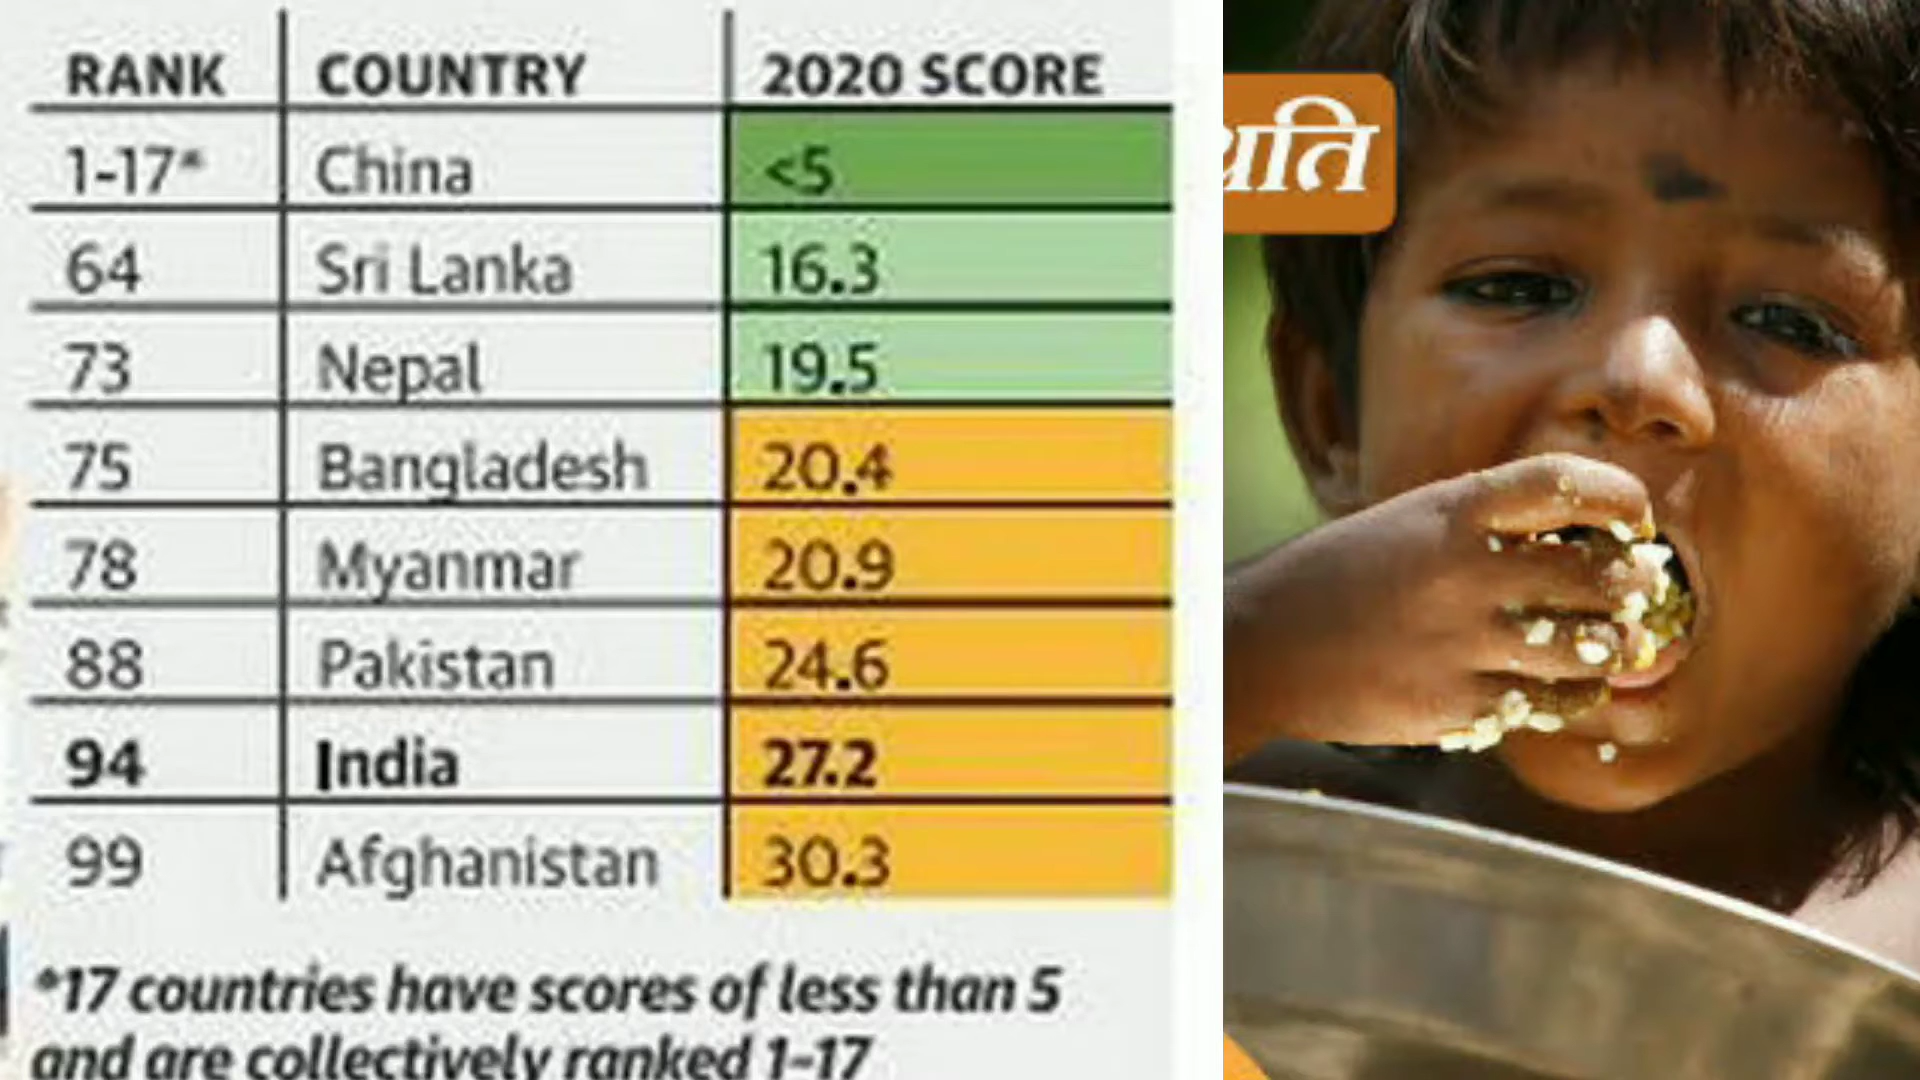 RANK COUNTRY 2020 SCORE
1-17* China <5
64 Sri Lanka 16.3
73 Nepal 19.5
75 Bangladesh 20.4
78 Myanmar 20.9
88 Pakistan 24.6
94 India 27.2
99 Afghanistan 30.3
*17 countries have scores of less than 5
and are collectively ranked 1-17